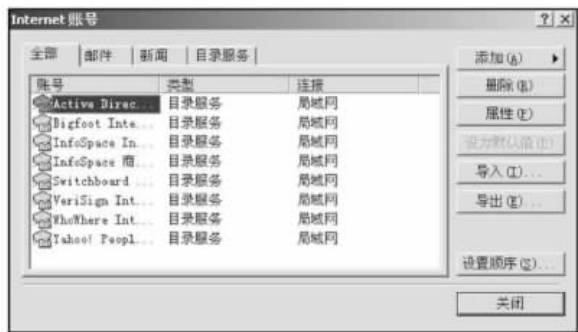 Internet 账号
全部 邮件 新闻 目录服务
添加(A)
账号 类型 连接
删除(R)
Active Direc... 目录服务 局域网
Bigfoot Inte... 目录服务 局域网
属性(P)
InfoSpace In... 目录服务 局域网
设为默认值(D)
InfoSpace 商... 目录服务 局域网
导入(I)...
Switchboard ... 目录服务 局域网
VeriSign Int... 目录服务 局域网
导出(E)...
WhoWhere Int... 目录服务 局域网
Yahoo! Peopl... 目录服务 局域网
设置顺序(S)...
关闭